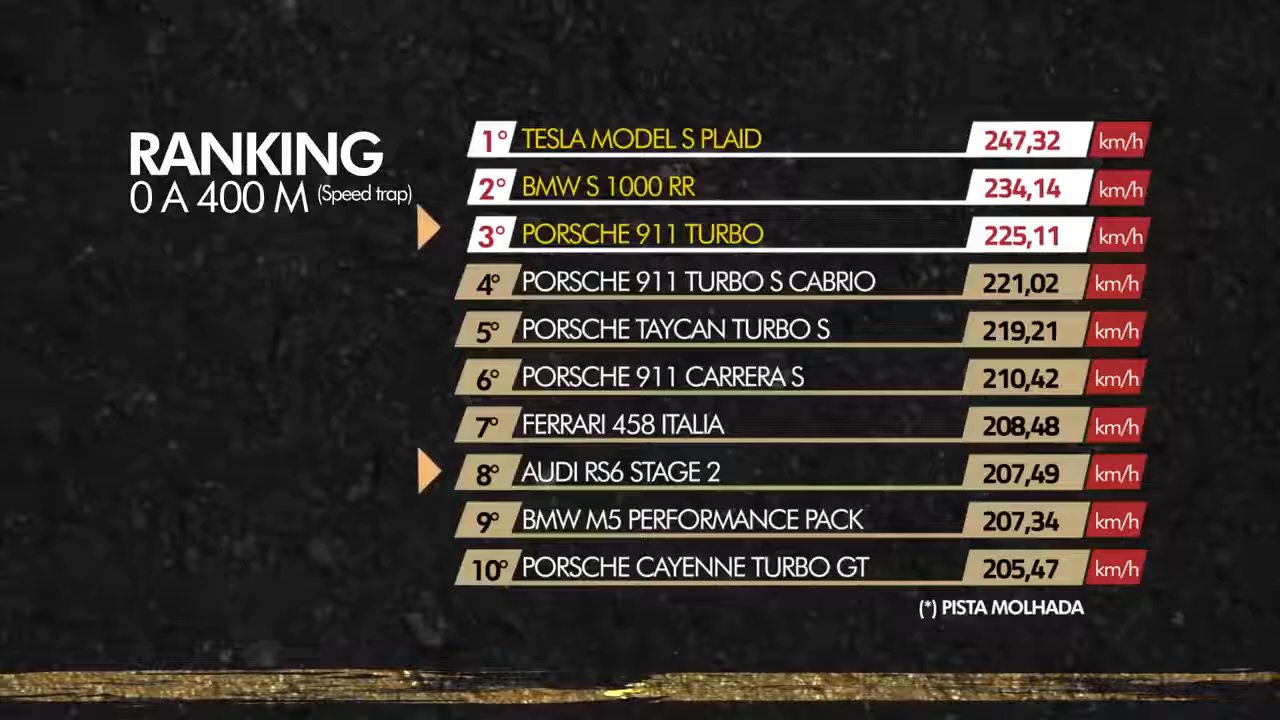 RANKING
0 A 400 M (Speed trap)
1° TESLA MODEL S PLAID 247,32 km/h
2° BMW S 1000 RR 234,14 km/h
3° PORSCHE 911 TURBO 225,11 km/h
4° PORSCHE 911 TURBO S CABRIO 221,02 km/h
5° PORSCHE TAYCAN TURBO S 219,21 km/h
6° PORSCHE 911 CARRERA S 210,42 km/h
7° FERRARI 458 ITALIA 208,48 km/h
8° AUDI RS6 STAGE 2 207,49 km/h
9° BMW M5 PERFORMANCE PACK 207,34 km/h
10° PORSCHE CAYENNE TURBO GT 205,47 km/h
(*) PISTA MOLHADA